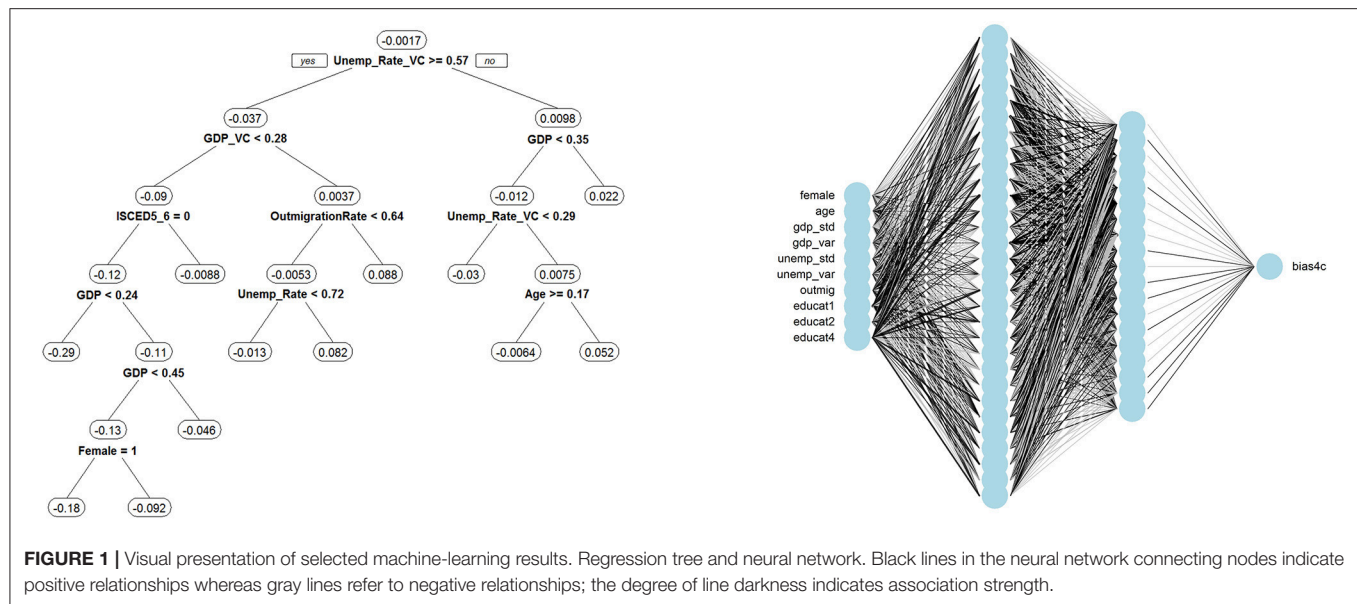 -0.0017
yes Unemp_Rate_VC >= 0.57 no
-0.037 0.0098
GDP_VC < 0.28 GDP < 0.35
-0.09 0.0037 -0.012 0.022
ISCED5_6 = 0 OutmigrationRate < 0.64 Unemp_Rate_VC < 0.29
-0.12 -0.0088 -0.0053 0.088 -0.03 0.0075
GDP < 0.24 Unemp_Rate < 0.72 Age >= 0.17
-0.29 -0.11 -0.013 0.082 -0.0064 0.052
GDP < 0.45
-0.13 -0.046
Female = 1
-0.18 -0.092
female
age
gdp_std
gdp_var
unemp_std
unemp_var
outmig
educat1
educat2
educat4
bias4c
FIGURE 1 | Visual presentation of selected machine-learning results. Regression tree and neural network. Black lines in the neural network connecting nodes indicate
positive relationships whereas gray lines refer to negative relationships; the degree of line darkness indicates association strength.